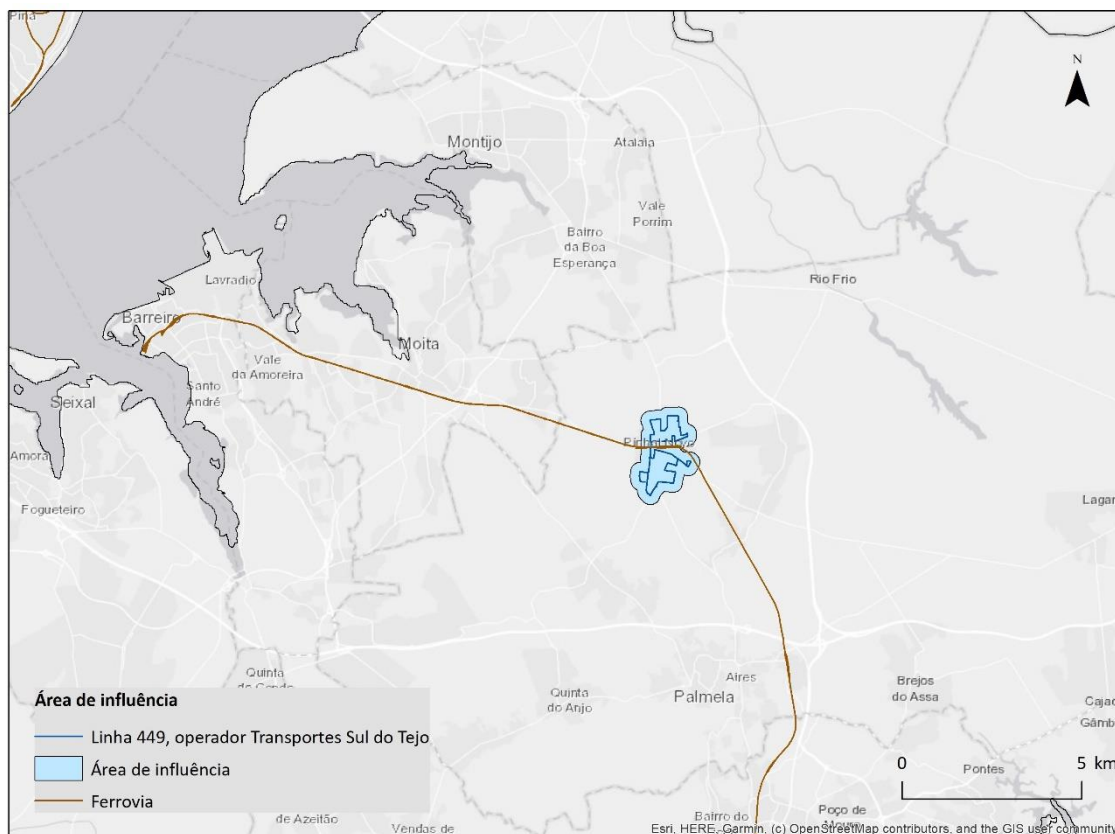 Pina
N
Montijo
Atalaia
Vale
Porrim
Bairro
da Boa
Esperança
Rio Frio
Lavradio
Barreiro
Moita
Vale
da Amoreira
Santo
André
Seixal
Amora
Fogueteiro
Lagar
Quinta
Área de influência
Linha 449, operador Transportes Sul do Tejo
Área de influência
Ferrovia
Aires
Palmela
Quinta
do Anjo
Brejos
do Assa
Cajad
Gâmb
0 5 km
Pontes
de Azeitão
Vendas de
Bairro do
Poço de
Esri, HERE, Garmin, (c) OpenStreetMap contributors, and the GIS user community